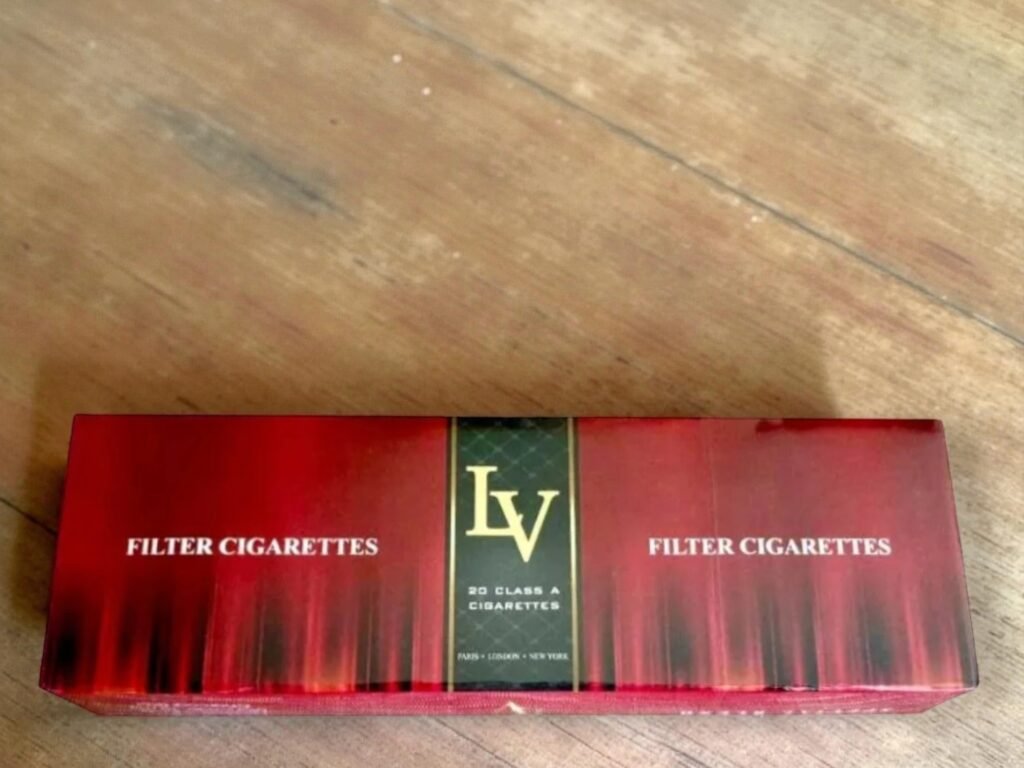 FILTER CIGARETTES
LV
20 CLASS A
CIGARETTES
PARIS • LONDON • NEW YORK
FILTER CIGARETTES